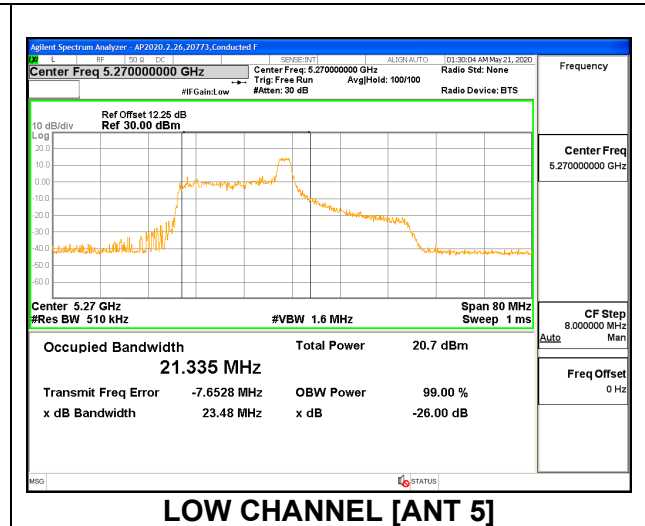 Agilent Spectrum Analyzer - AP2020.2.26,20773,Conducted F
L RF 50 Ω DC SENSE:INT ALIGN AUTO 01:30:04 AM May 21, 2020
Center Freq 5.270000000 GHz
Center Freq: 5.270000000 GHz
Radio Std: None
Trig: Free Run Avg|Hold: 100/100
#IFGain:Low #Atten: 30 dB Radio Device: BTS
Ref Offset 12.25 dB
10 dB/div Ref 30.00 dBm
Log
20.0
10.0
0.00
-10.0
-20.0
-30.0
-40.0
-50.0
-60.0
Center 5.27 GHz Span 80 MHz
#Res BW 510 kHz #VBW 1.6 MHz Sweep 1 ms
Occupied Bandwidth Total Power 20.7 dBm
21.335 MHz
Transmit Freq Error -7.6528 MHz OBW Power 99.00 %
x dB Bandwidth 23.48 MHz x dB -26.00 dB
MSG STATUS
Frequency
Center Freq
5.270000000 GHz
CF Step
8.000000 MHz
Auto Man
Freq Offset
0 Hz
LOW CHANNEL [ANT 5]